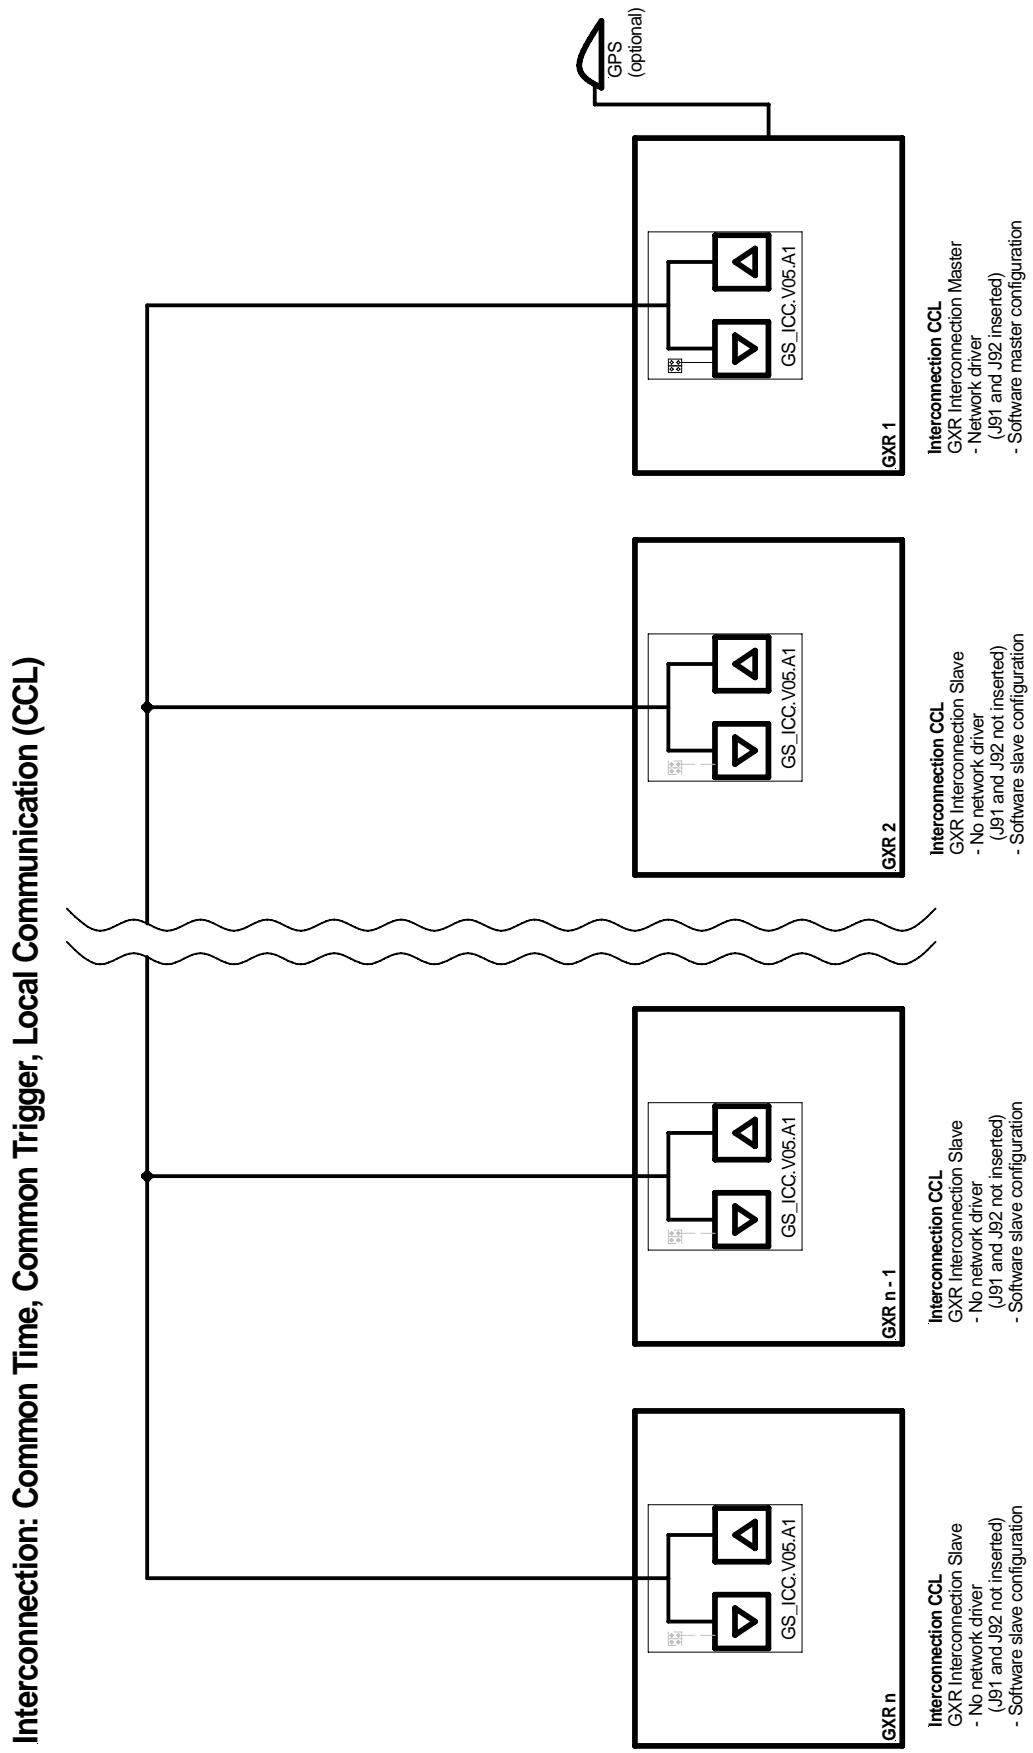 Interconnection: Common Time, Common Trigger, Local Communication (CCL)
GPS
(optional)
GS_ICC.V05.A1
GXR n
Interconnection CCL
GXR Interconnection Slave
- No network driver
(J91 and J92 not inserted)
- Software slave configuration
GS_ICC.V05.A1
GXR n - 1
Interconnection CCL
GXR Interconnection Slave
- No network driver
(J91 and J92 not inserted)
- Software slave configuration
GS_ICC.V05.A1
GXR 2
Interconnection CCL
GXR Interconnection Slave
- No network driver
(J91 and J92 not inserted)
- Software slave configuration
GS_ICC.V05.A1
GXR 1
Interconnection CCL
GXR Interconnection Master
- Network driver
(J91 and J92 inserted)
- Software master configuration